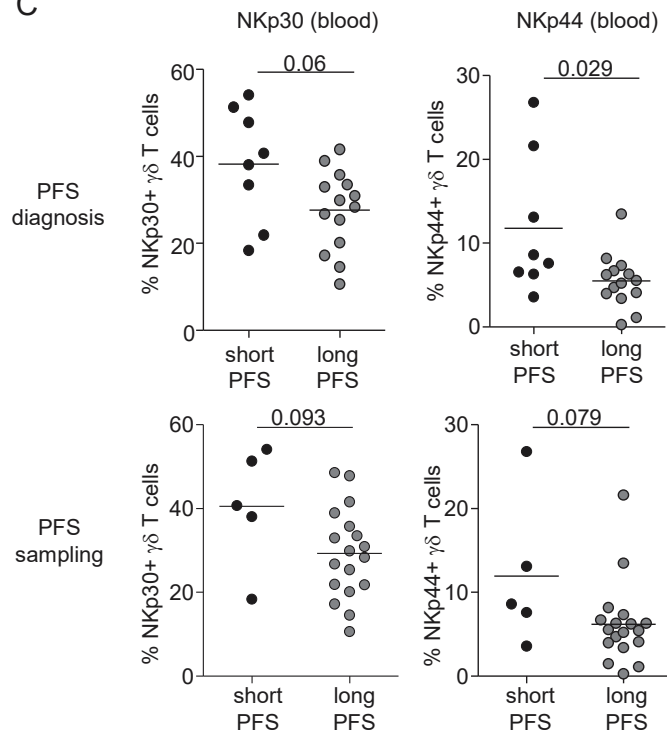 C
NKp30 (blood)
NKp44 (blood)
PFS
diagnosis
% NKp30+ γδ T cells
60
40
20
0
0.06
short
PFS
long
PFS
% NKp44+ γδ T cells
30
20
10
0
0.029
short
PFS
long
PFS
PFS
sampling
% NKp30+ γδ T cells
60
40
20
0
0.093
short
PFS
long
PFS
% NKp44+ γδ T cells
30
20
10
0
0.079
short
PFS
long
PFS